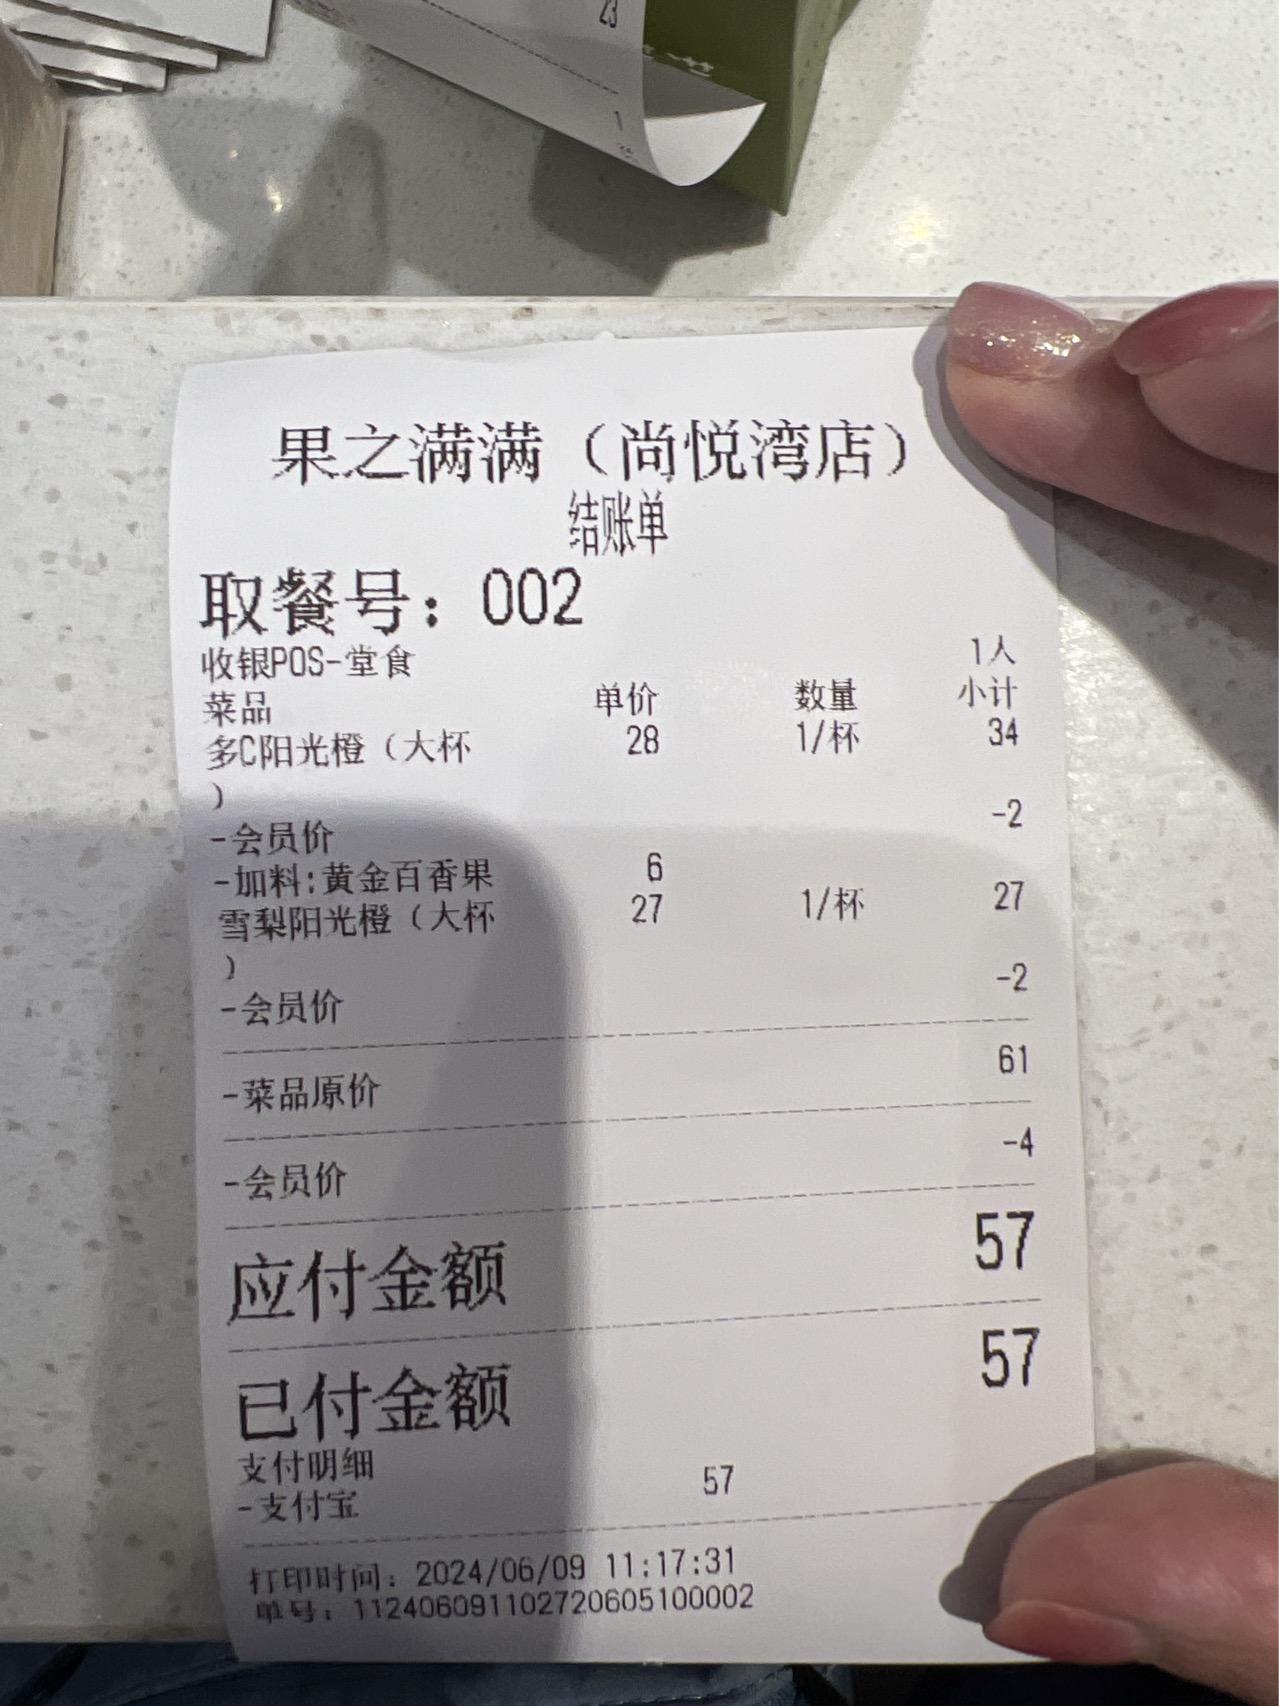 23
1
果之满满（尚悦湾店）
结账单
取餐号：002
收银POS-堂食 1人
菜品 单价 数量 小计
多C阳光橙（大杯 28 1/杯 34
）
-会员价 -2
-加料:黄金百香果 6
雪梨阳光橙（大杯 27 1/杯 27
）
-会员价 -2
-菜品原价 61
-会员价 -4
应付金额 57
已付金额 57
支付明细
-支付宝 57
打印时间：2024/06/09 11:17:31
单号：112406091102720605100002